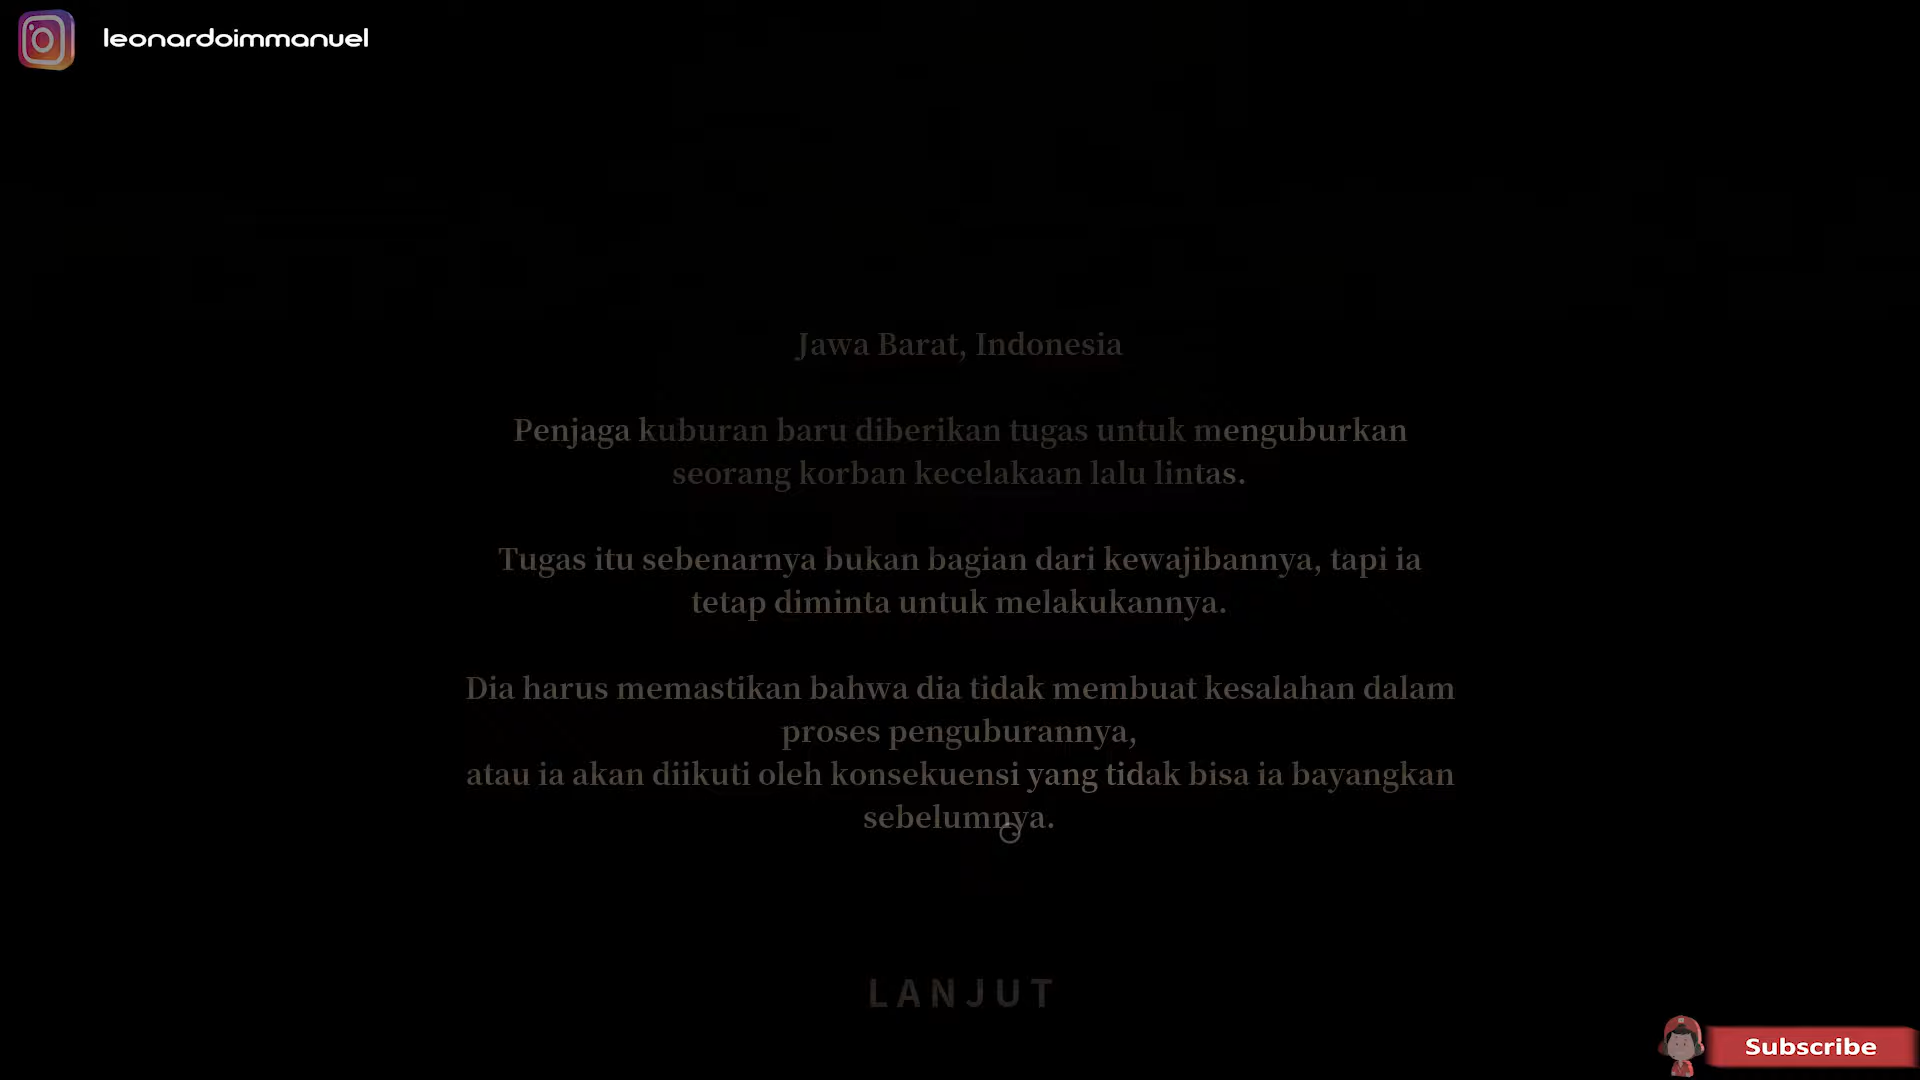 leonardoimmanuel
Jawa Barat, Indonesia
Penjaga kuburan baru diberikan tugas untuk menguburkan
seorang korban kecelakaan lalu lintas.
Tugas itu sebenarnya bukan bagian dari kewajibannya, tapi ia
tetap diminta untuk melakukannya.
Dia harus memastikan bahwa dia tidak membuat kesalahan dalam
proses penguburannya,
atau ia akan diikuti oleh konsekuensi yang tidak bisa ia bayangkan
sebelumnya.
LANJUT
Subscribe